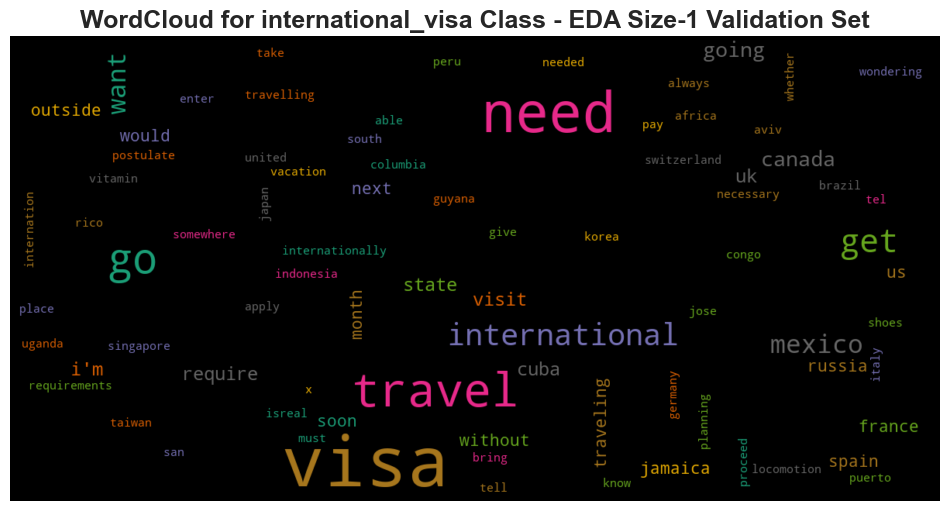 WordCloud for international_visa Class - EDA Size-1 Validation Set
take
peru
needed
going
whether
wondering
want
always
outside
enter
travelling
need
africa
pay
aviv
able
would
south
postulate
united
columbia
switzerland
canada
vitamin
vacation
next
uk
brazil
necessary
tel
japan
guyana
internation
rico
somewhere
give
korea
get
internationally
go
congo
indonesia
us
state
visit
place
apply
month
jose
shoes
international
mexico
uganda
singapore
italy
i'm
require
cuba
russia
requirements
x
travel
germany
traveling
planning
isreal
taiwan
soon
france
must
without
san
visa
bring
jamaica
proceed
locomotion
spain
puerto
tell
know